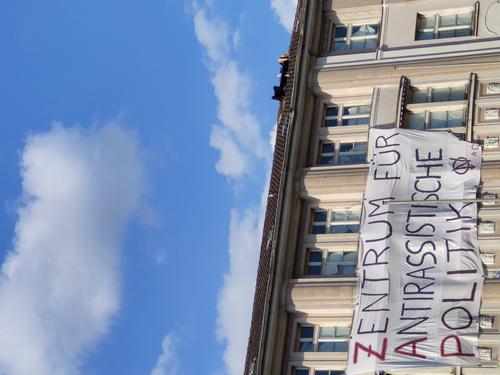 ZENTRUM FÜR
ANTIRASSISTISCHE
POLITIK